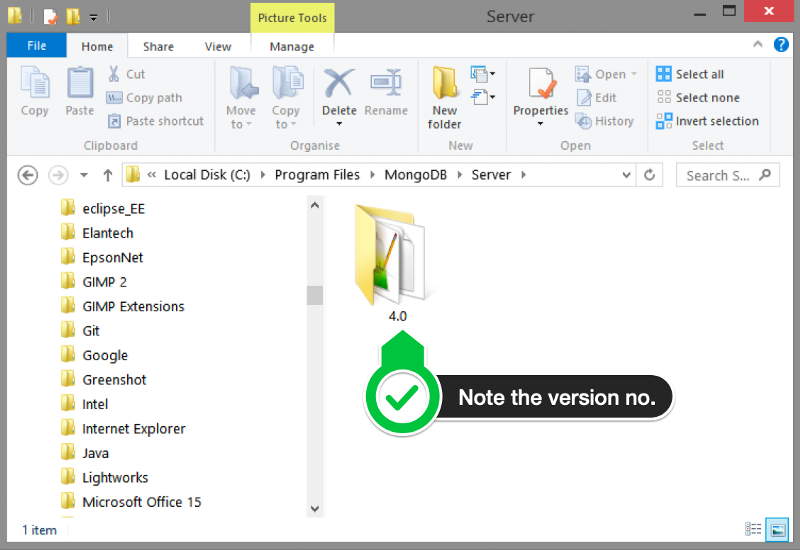 Picture Tools
Server
File
Home
Share
View
Manage
Copy
Paste
Cut
Copy path
Paste shortcut
Clipboard
Move
to
Copy
to
Delete
Rename
Organise
New
folder
New
Properties
Open
Edit
History
Open
Select all
Select none
Invert selection
Select
« Local Disk (C:) Program Files MongoDB Server
Search S...
eclipse_EE
Elantech
EpsonNet
GIMP 2
GIMP Extensions
Git
Google
Greenshot
Intel
Internet Explorer
Java
Lightworks
Microsoft Office 15
4.0
Note the version no.
1 item